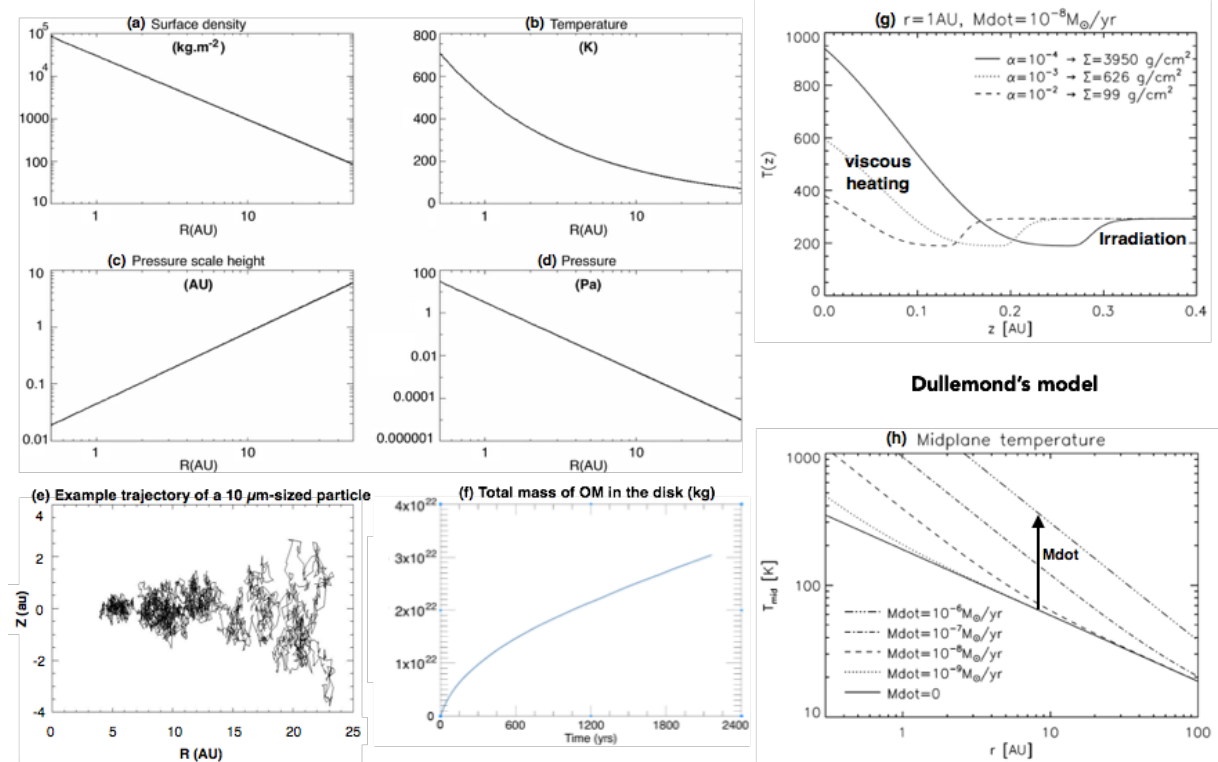 (a) Surface density
(kg.m⁻²)
10⁵
10⁴
1000
100
10
1
10
R(AU)
(b) Temperature
(K)
800
600
400
200
0
1
10
R(AU)
(c) Pressure scale height
(AU)
10
1
0.1
0.01
1
10
R(AU)
(d) Pressure
(Pa)
100
1
0.01
0.0001
0.000001
1
10
R(AU)
(e) Example trajectory of a 10 µm-sized particle
4
2
0
-2
-4
Z (au)
0
5
10
15
20
25
R (AU)
(f) Total mass of OM in the disk (kg)
4x10²²
3x10²²
2x10²²
1x10²²
0
0
600
1200
1800
2400
Time (yrs)
(g) r=1AU, Mdot=10⁻⁸M☉/yr
α=10⁻⁴ → Σ=3950 g/cm²
α=10⁻³ → Σ=626 g/cm²
α=10⁻² → Σ=99 g/cm²
1000
800
600
400
200
0
T(z)
viscous
heating
Irradiation
0.0
0.1
0.2
0.3
0.4
z [AU]
Dullemond's model
(h) Midplane temperature
1000
100
10
T_mid [K]
Mdot
Mdot=10⁻⁶M☉/yr
Mdot=10⁻⁷M☉/yr
Mdot=10⁻⁸M☉/yr
Mdot=10⁻⁹M☉/yr
Mdot=0
1
10
100
r [AU]